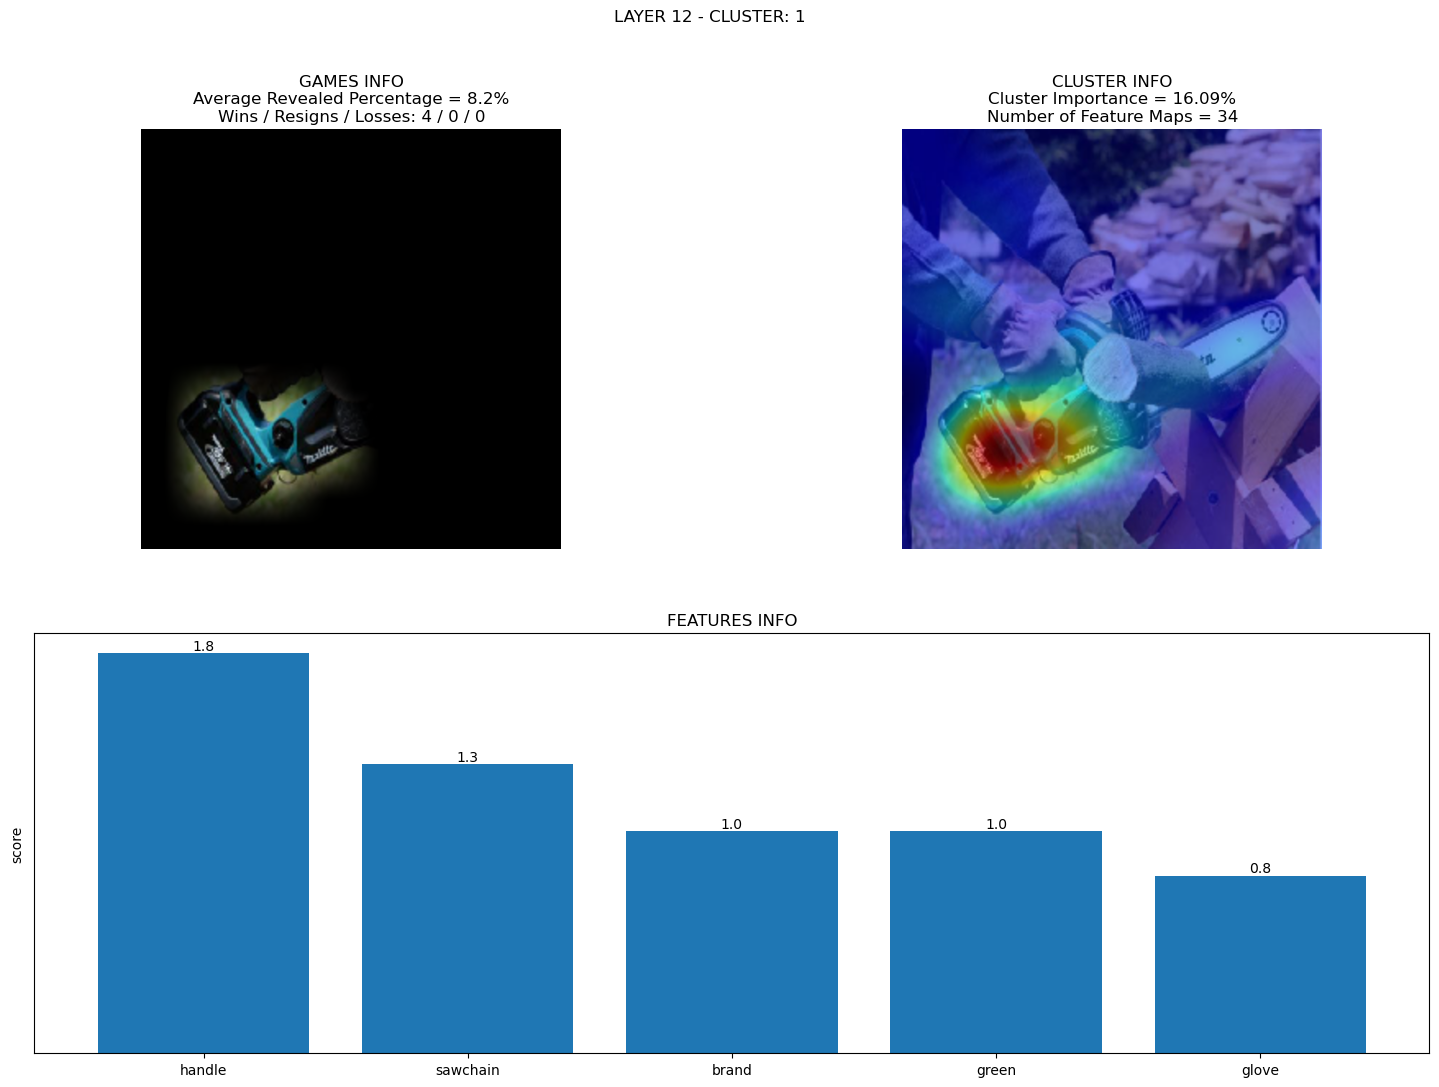 LAYER 12 - CLUSTER: 1
GAMES INFO
Average Revealed Percentage = 8.2%
Wins / Resigns / Losses: 4 / 0 / 0
CLUSTER INFO
Cluster Importance = 16.09%
Number of Feature Maps = 34
FEATURES INFO
score
1.8
1.3
1.0
1.0
0.8
handle
sawchain
brand
green
glove